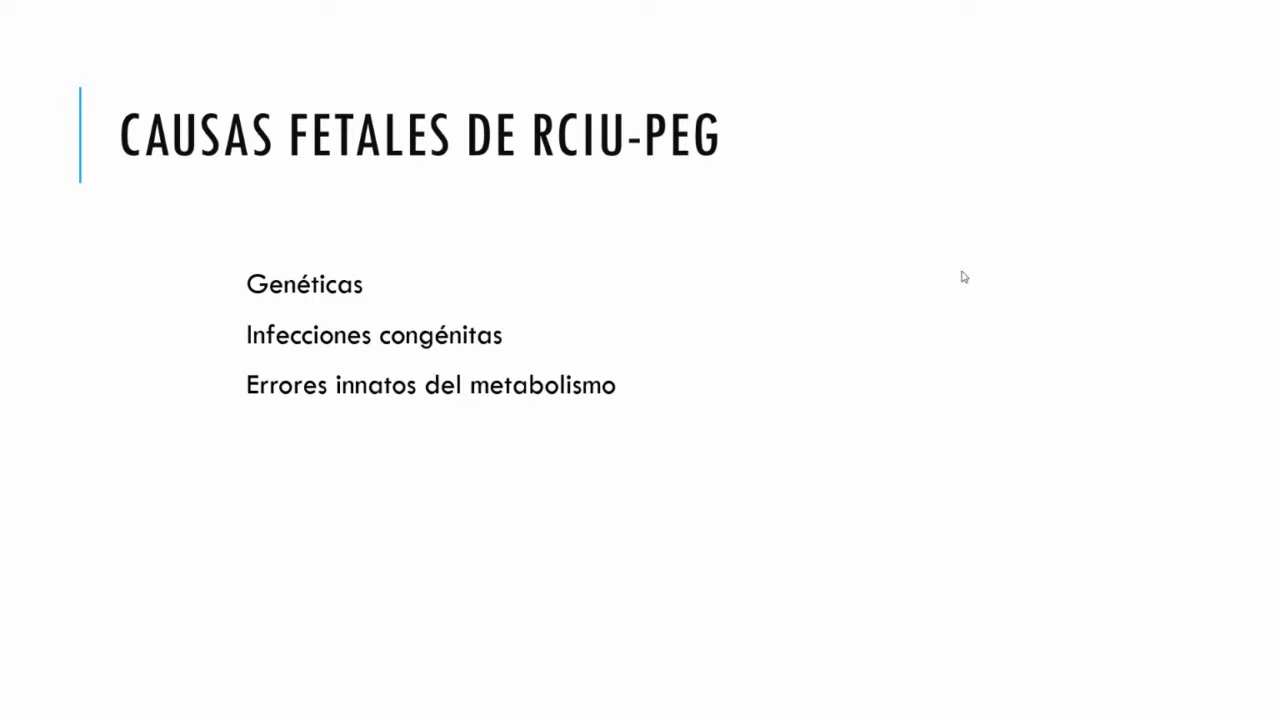 CAUSAS FETALES DE RCIU-PEG
Genéticas
Infecciones congénitas
Errores innatos del metabolismo